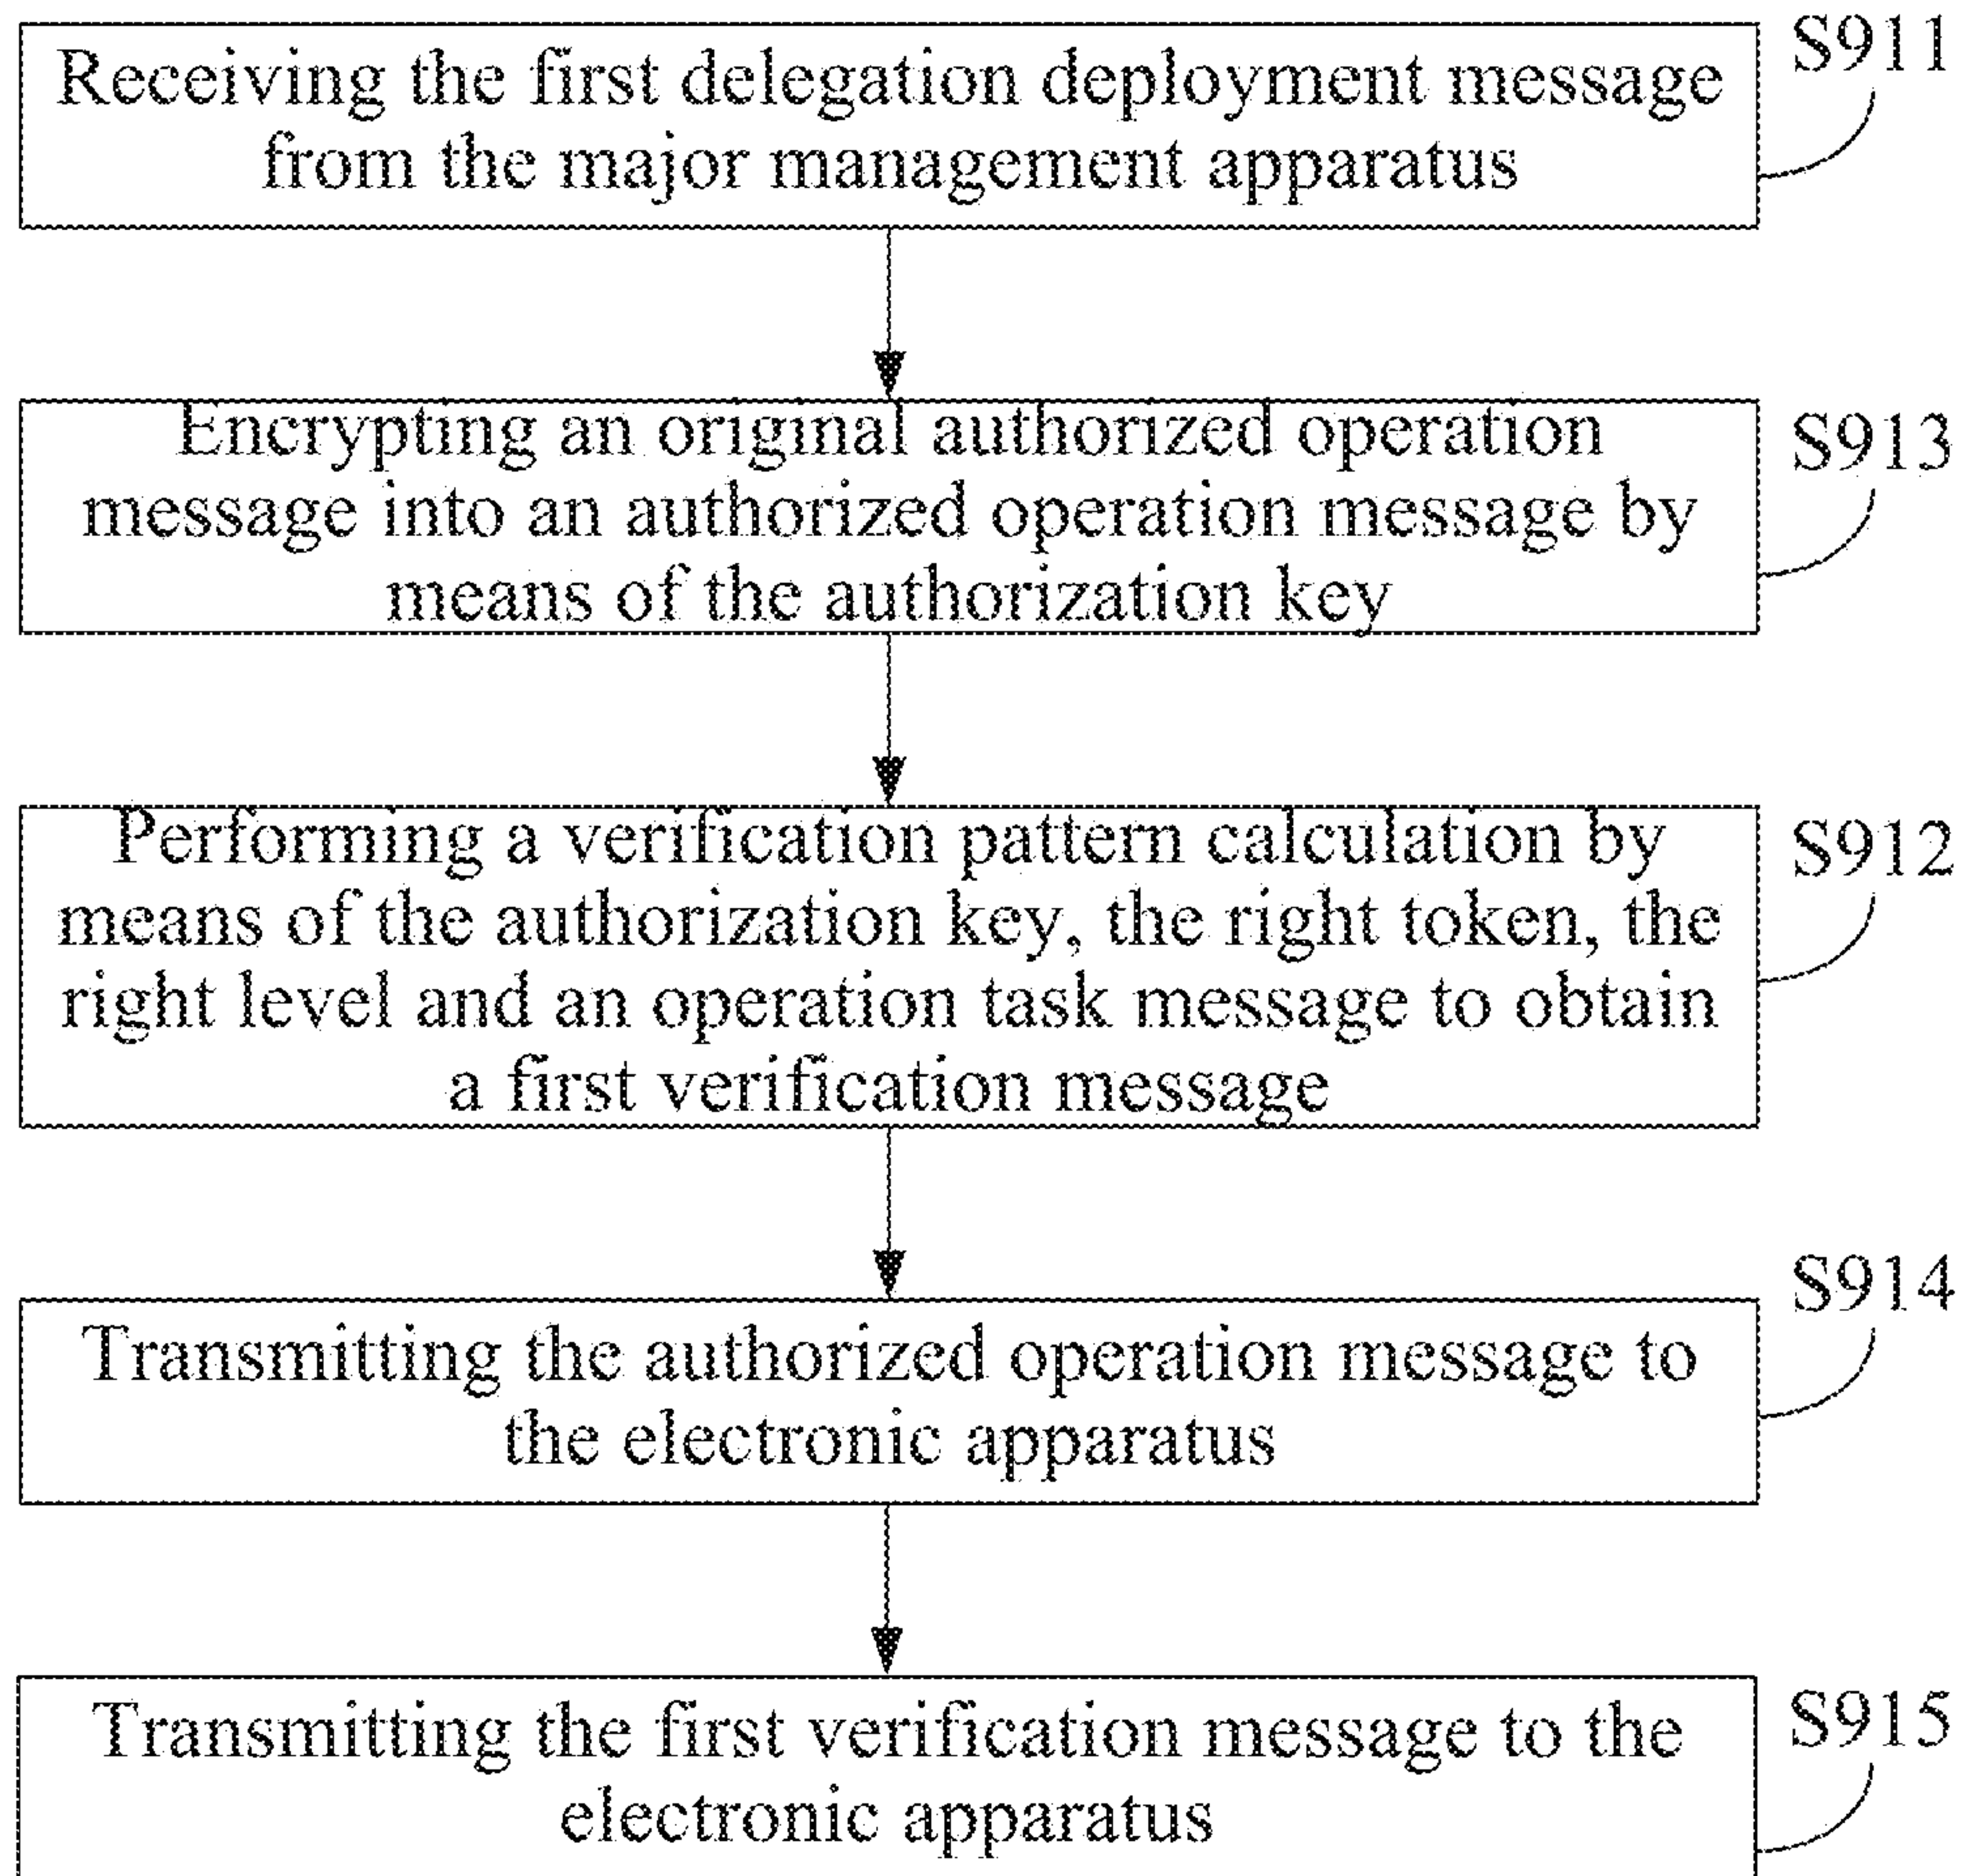 S911
Receiving the first delegation deployment message
from the major management apparatus
S913
Encrypting an original authorized operation
message into an authorized operation message by
means of the authorization key
S912
Performing a verification pattern calculation by
means of the authorization key, the right token, the
right level and an operation task message to obtain
a first verification message
S914
Transmitting the authorized operation message to
the electronic apparatus
S915
Transmitting the first verification message to the
electronic apparatus